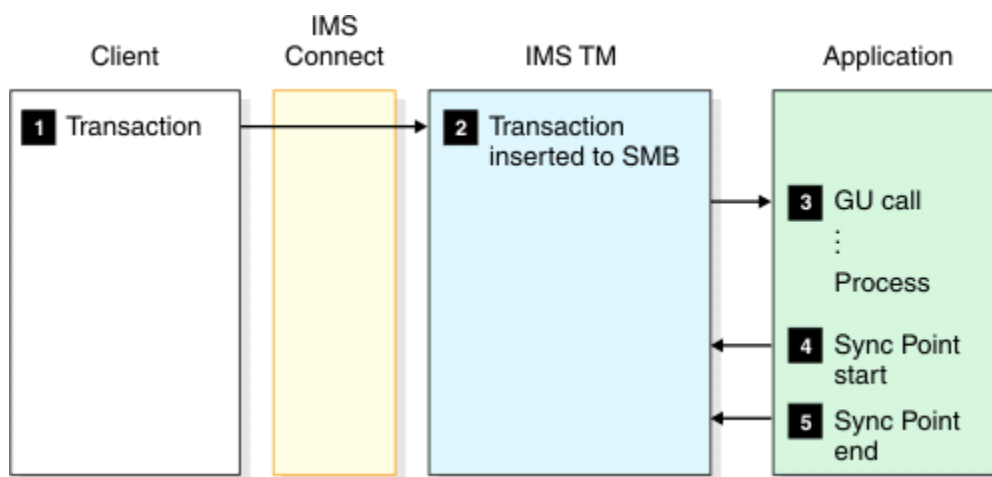 Client
IMS
Connect
IMS TM
Application
1 Transaction
2 Transaction
inserted to SMB
3 GU call
⋮
Process
4 Sync Point
start
5 Sync Point
end